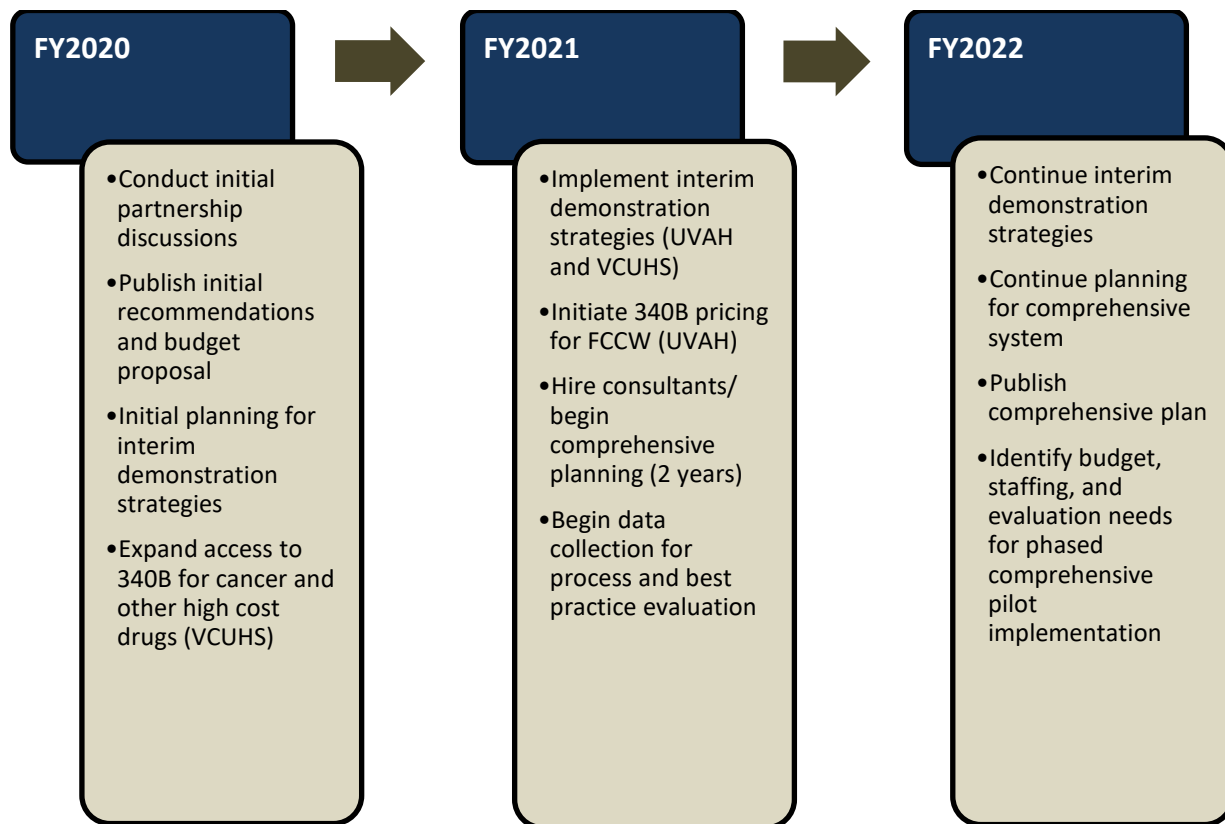 FY2020
•Conduct initial
partnership
discussions
•Publish initial
recommendations
and budget
proposal
•Initial planning for
interim
demonstration
strategies
•Expand access to
340B for cancer and
other high cost
drugs (VCUHS)
FY2021
•Implement interim
demonstration
strategies (UVAH
and VCUHS)
•Initiate 340B pricing
for FCCW (UVAH)
•Hire consultants/
begin
comprehensive
planning (2 years)
•Begin data
collection for
process and best
practice evaluation
FY2022
•Continue interim
demonstration
strategies
•Continue planning
for comprehensive
system
•Publish
comprehensive plan
•Identify budget,
staffing, and
evaluation needs
for phased
comprehensive
pilot
implementation